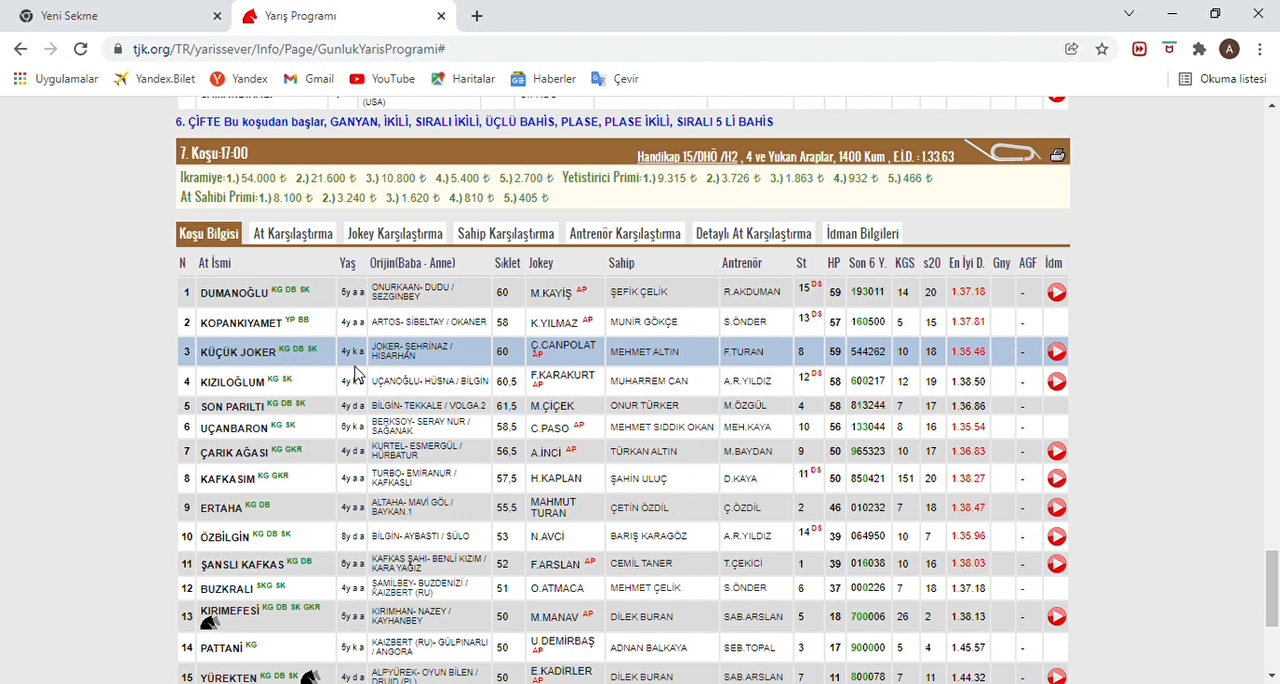 Yeni Sekme
Yarış Programı
tjk.org/TR/yarissever/Info/Page/GunlukYarisProgrami#
A
Uygulamalar Yandex.Bilet Yandex Gmail YouTube Haritalar Haberler Çevir Okuma listesi
(USA)
6. ÇİFTE Bu koşudan başlar, GANYAN, İKİLİ, SIRALI İKİLİ, ÜÇLÜ BAHİS, PLASE, PLASE İKİLİ, SIRALI 5 Lİ BAHİS
7. Koşu:17:00 Handikap 15/DHÖ /H2 , 4 ve Yukarı Araplar, 1400 Kum , E.İ.D. : 1.33.63
Ikramiye: 1.) 54.000 ₺ 2.) 21.600 ₺ 3.) 10.800 ₺ 4.) 5.400 ₺ 5.) 2.700 ₺ Yetistirici Primi: 1.) 9.315 ₺ 2.) 3.726 ₺ 3.) 1.863 ₺ 4.) 932 ₺ 5.) 466 ₺
At Sahibi Primi: 1.) 8.100 ₺ 2.) 3.240 ₺ 3.) 1.620 ₺ 4.) 810 ₺ 5.) 405 ₺
Koşu Bilgisi At Karşılaştırma Jokey Karşılaştırma Sahip Karşılaştırma Antrenör Karşılaştırma Detaylı At Karşılaştırma İdman Bilgileri
N At İsmi Yaş Orijin(Baba - Anne) Sıklet Jokey Sahip Antrenör St HP Son 6 Y. KGS s20 En İyi D. Gny AGF İdm
1 DUMANOĞLU KG DB SK 5y a a ONURKAAN- DUDU / SEZGİNBEY 60 M.KAYİŞ AP ŞEFİK ÇELİK R.AKDUMAN 15 DS 59 193011 14 20 1.37.18 -
2 KOPANKIYAMET YP BB 4y a a ARTOS- SİBELTAY / OKANER 58 K.YILMAZ AP MUNİR GÖKÇE S.ÖNDER 13 DS 57 160500 5 15 1.37.81 -
3 KÜÇÜK JOKER KG DB SK 4y k a JOKER- ŞEHRİNAZ / HİSARHAN 60 Ç.CANPOLAT AP MEHMET ALTIN F.TURAN 8 59 544262 10 18 1.35.46 -
4 KIZILOĞLUM KG SK 4y UÇANOĞLU- HÜSNA / BİLGİN 60,5 F.KARAKURT AP MUHARREM CAN A.R.YILDIZ 12 DS 58 600217 12 19 1.38.50 -
5 SON PARILTI KG DB SK 4y d a BİLGİN- TEKKALE / VOLGA.2 61,5 M.ÇİÇEK ONUR TÜRKER M.ÖZGÜL 4 58 813244 7 17 1.36.86 -
6 UÇANBARON KG SK 6y k a BERKSOY- SERAY NUR / SAĞANAK 58,5 C.PASO AP MEHMET SIDDIK OKAN MEH.KAYA 10 56 133044 8 16 1.35.54 -
7 ÇARIK AĞASI KG GKR 4y d a KURTEL- ESMERGÜL / HÜRBATUR 56,5 A.İNCİ AP TÜRKAN ALTIN M.BAYDAN 9 50 965323 10 17 1.36.83 -
8 KAFKASIM KG GKR 4y a a TURBO- EMİRANUR / KAFKASLI 57,5 H.KAPLAN ŞAHİN ULUÇ D.KAYA 11 DS 50 850421 151 20 1.38.27 -
9 ERTAHA KG DB 4y a a ALTAHA- MAVİ GÖL / BAYKAN.1 55,5 MAHMUT TURAN ÇETİN ÖZDİL Ç.ÖZDİL 2 46 010232 7 18 1.38.47 -
10 ÖZBİLGİN KG DB SK 8y d a BİLGİN- AYBASTI / SÜLO 53 N.AVCİ BARIŞ KARAGÖZ A.R.YILDIZ 14 DS 39 064950 10 7 1.35.96 -
11 ŞANSLI KAFKAS KG DB 6y a a KAFKAS ŞAHI- BENLİ KIZIM / KARA YAĞIZ 52 F.ARSLAN AP CEMİL TANER T.ÇEKİCİ 1 39 016038 10 16 1.38.03 -
12 BUZKRALI SKG SK 4y a a ŞAMİLBEY- BUZDENİZİ / KAIZBERT (RU) 51 O.ATMACA MEHMET ÇELİK S.ÖNDER 6 37 000226 7 18 1.37.18 -
13 KIRIMEFESİ KG DB SK GKR 5y a a KIRIMHAN- NAZEY / KAYHANBEY 50 M.MANAV AP DİLEK BURAN SAB.ARSLAN 5 18 700006 26 2 1.38.13 -
14 PATTANİ KG 5y k a KAIZBERT (RU)- GÜLPINARLI / ANGORA 50 U.DEMİRBAŞ AP ADNAN BALKAYA SEB.TOPAL 3 17 900000 5 4 1.45.57 -
15 YÜREKTEN KG DB SK 4y d a ALPYÜREK- OYUN BİLEN / DRUID (PL) 50 E.KADİRLER AP DİLEK BURAN SAB.ARSLAN 7 11 800078 7 11 1.44.32 -